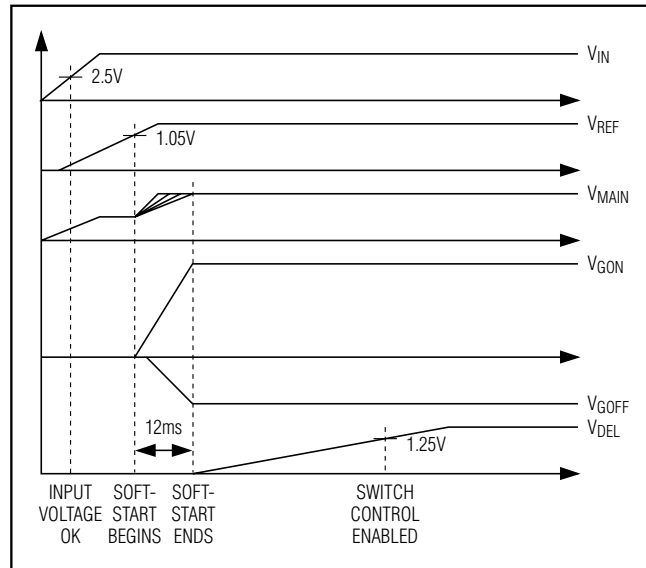 V_IN
2.5V
V_REF
1.05V
V_MAIN
V_GON
V_GOFF
12ms
V_DEL
1.25V
INPUT
VOLTAGE
OK
SOFT-
START
BEGINS
SOFT-
START
ENDS
SWITCH
CONTROL
ENABLED